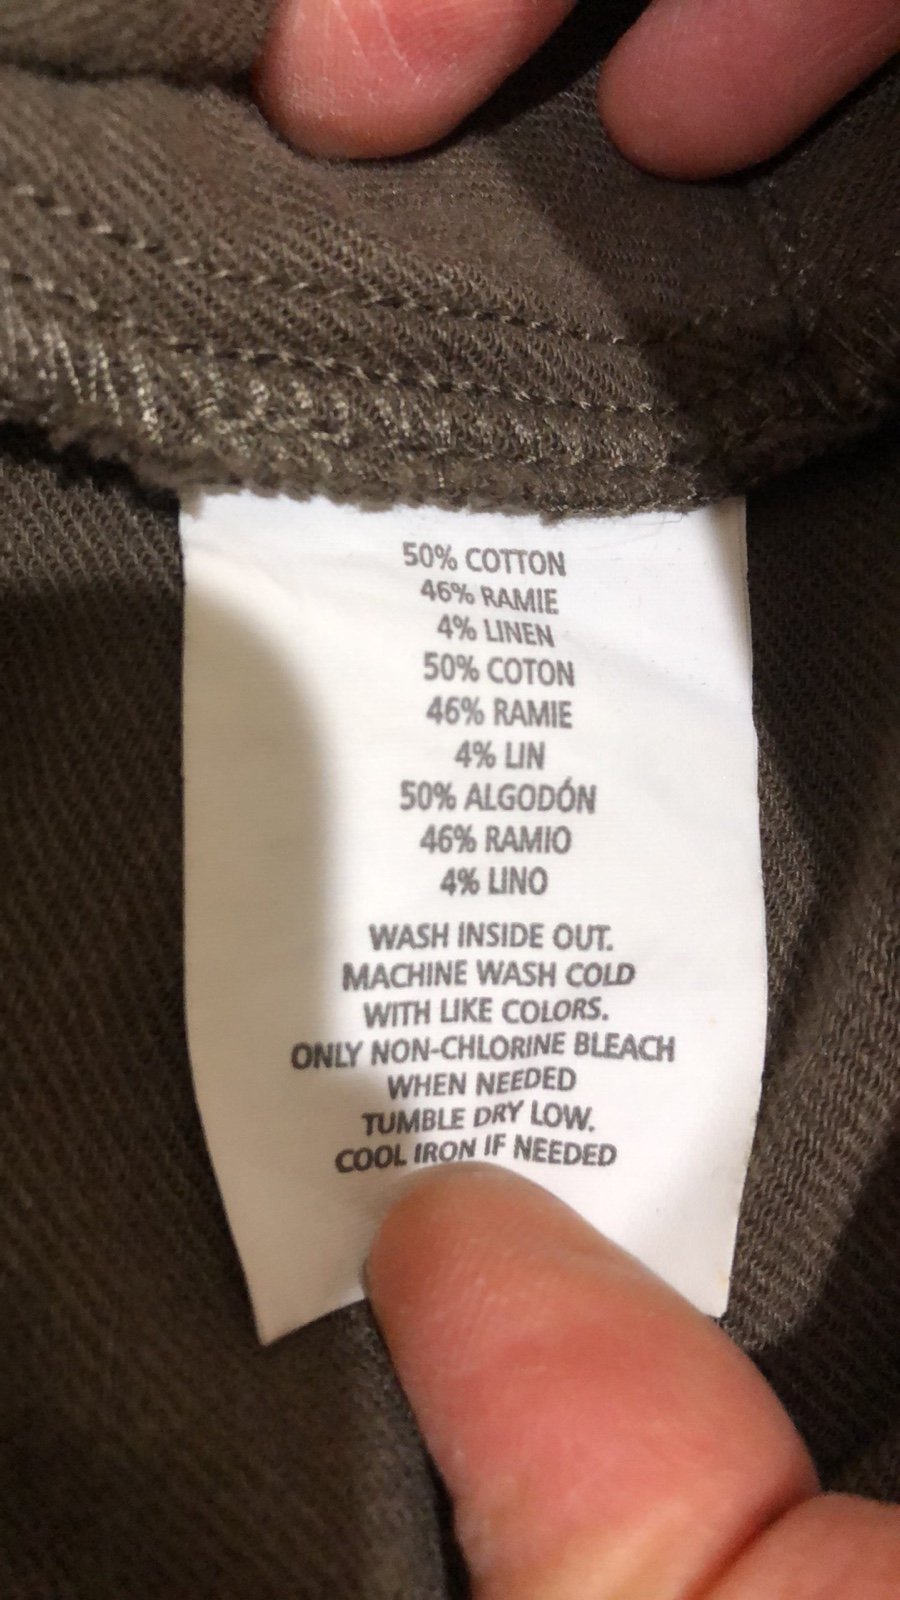 50% COTTON
46% RAMIE
4% LINEN
50% COTON
46% RAMIE
4% LIN
50% ALGODÓN
46% RAMIO
4% LINO
WASH INSIDE OUT.
MACHINE WASH COLD
WITH LIKE COLORS.
ONLY NON-CHLORINE BLEACH
WHEN NEEDED
TUMBLE DRY LOW.
COOL IRON IF NEEDED